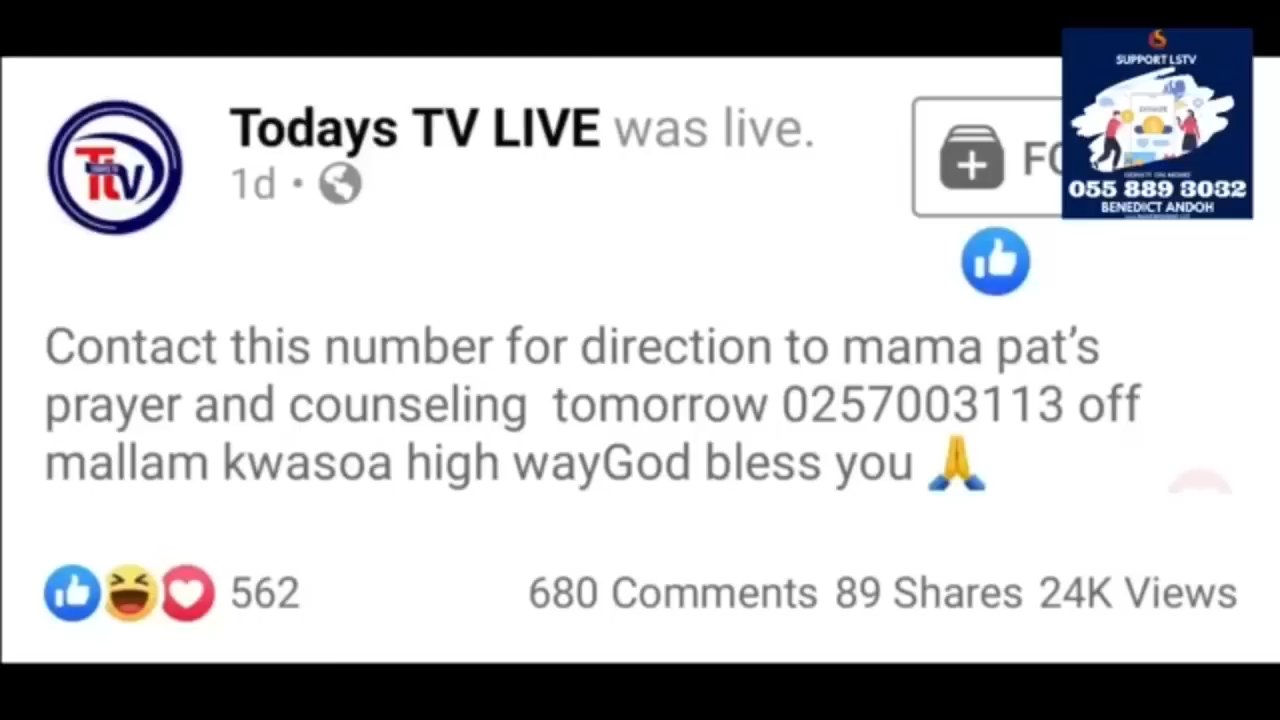 Todays TV LIVE was live.
1d
SUPPORT LSTV
DONATE
055 889 3032
BENEDICT ANDOH
Contact this number for direction to mama pat's
prayer and counseling tomorrow 0257003113 off
mallam kwasoa high wayGod bless you
562
680 Comments 89 Shares 24K Views